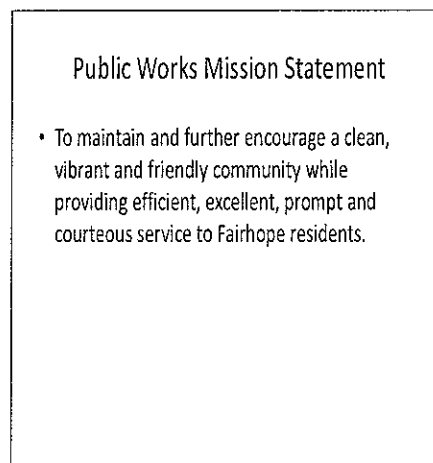 Public Works Mission Statement
• To maintain and further encourage a clean,
vibrant and friendly community while
providing efficient, excellent, prompt and
courteous service to Fairhope residents.